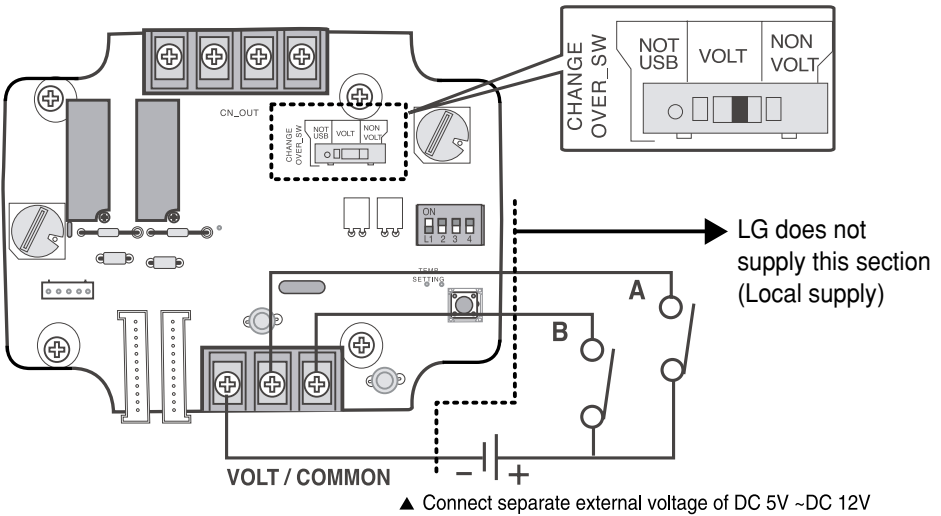 CN_OUT
CHANGE
OVER_SW
NOT
USB
VOLT
NON
VOLT
CHANGE
OVER_SW
NOT
USB
VOLT
NON
VOLT
ON
L1 2 3 4
TEMP
SETTING
LG does not
supply this section
(Local supply)
A
B
VOLT / COMMON
− +
▲ Connect separate external voltage of DC 5V ~DC 12V